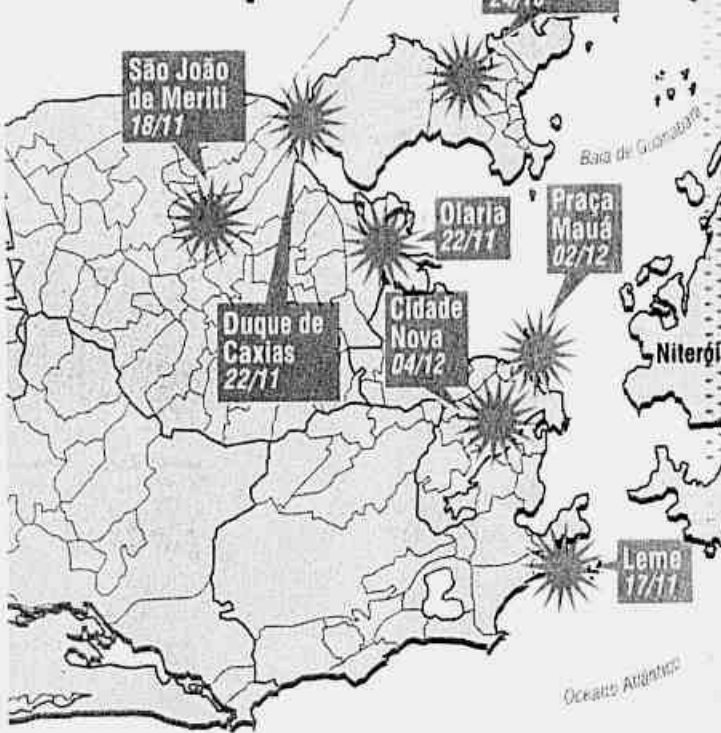 São João
de Meriti
18/11
Baía de Guanabara
Olaria
22/11
Praça
Mauá
02/12
Duque de
Caxias
22/11
Cidade
Nova
04/12
Niterói
Leme
17/11
Oceano Atlântico